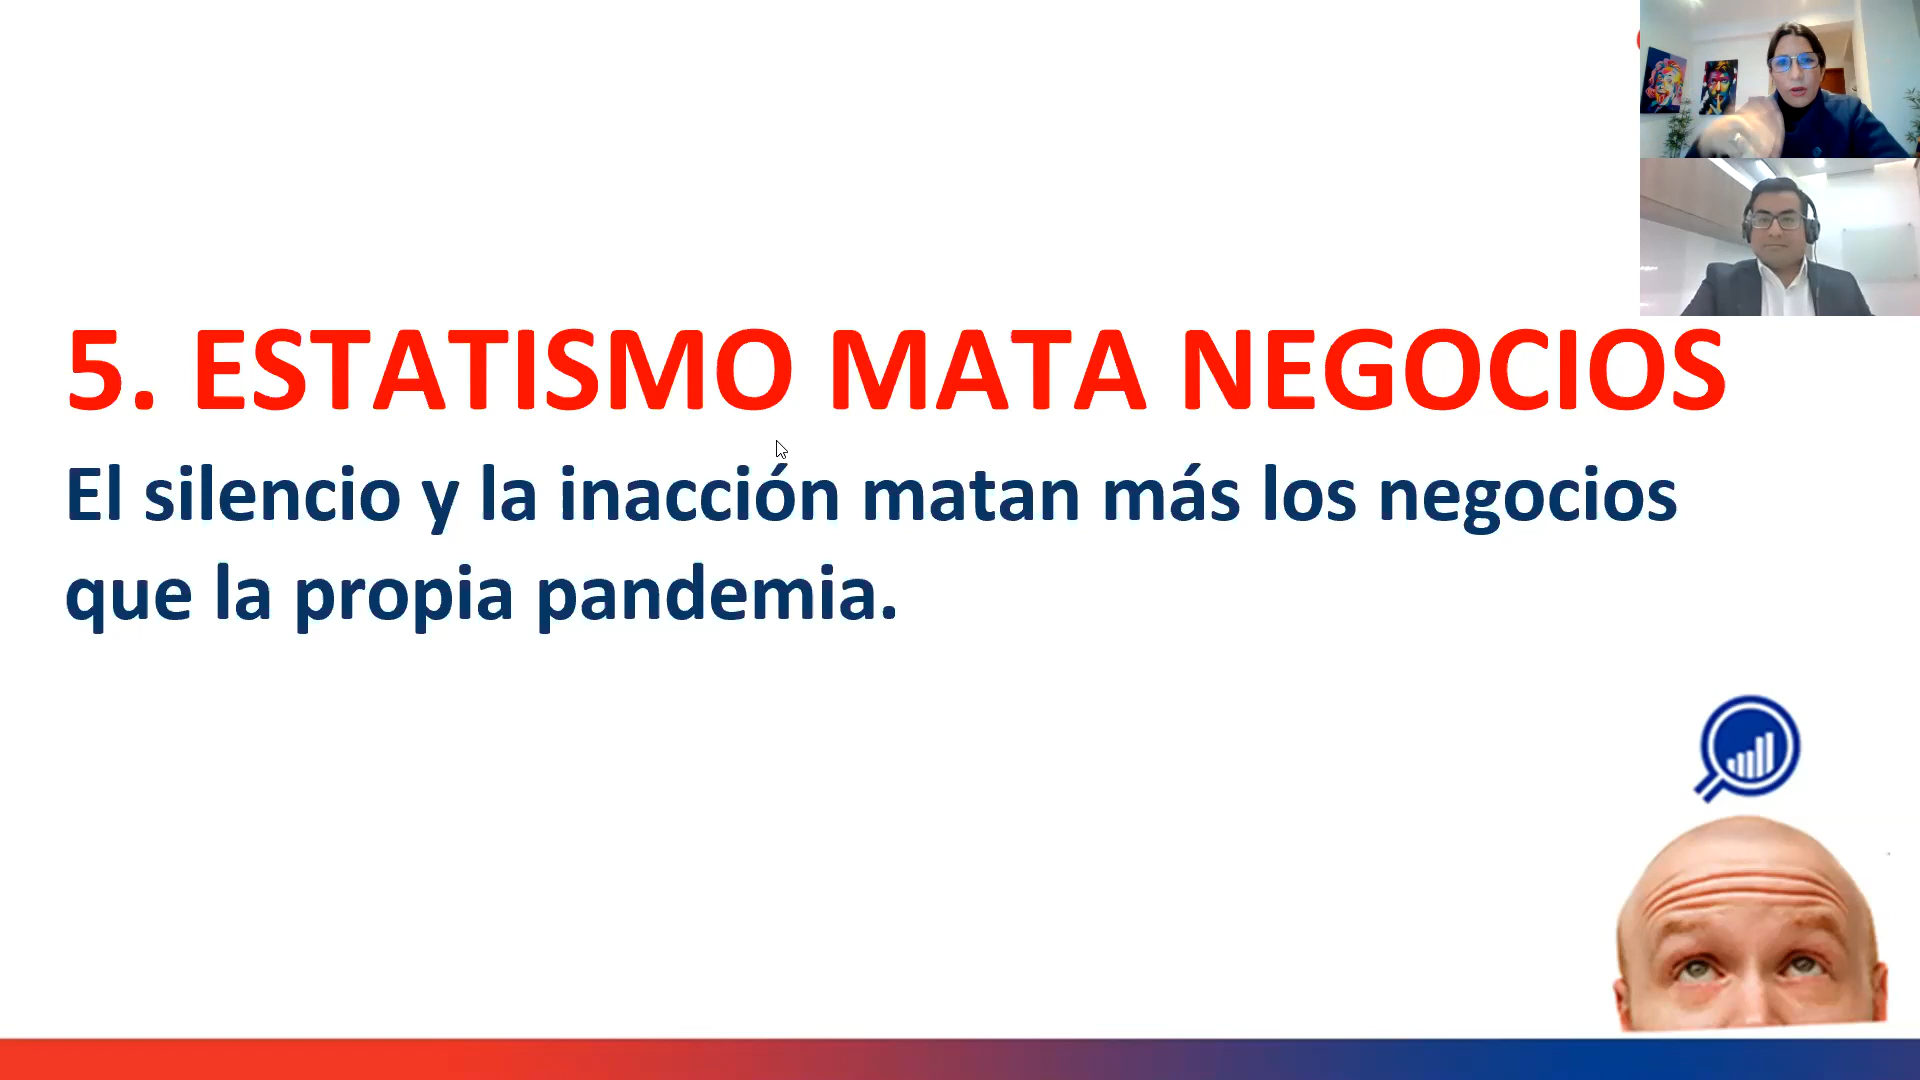 5. ESTATISMO MATA NEGOCIOS
El silencio y la inacción matan más los negocios
que la propia pandemia.